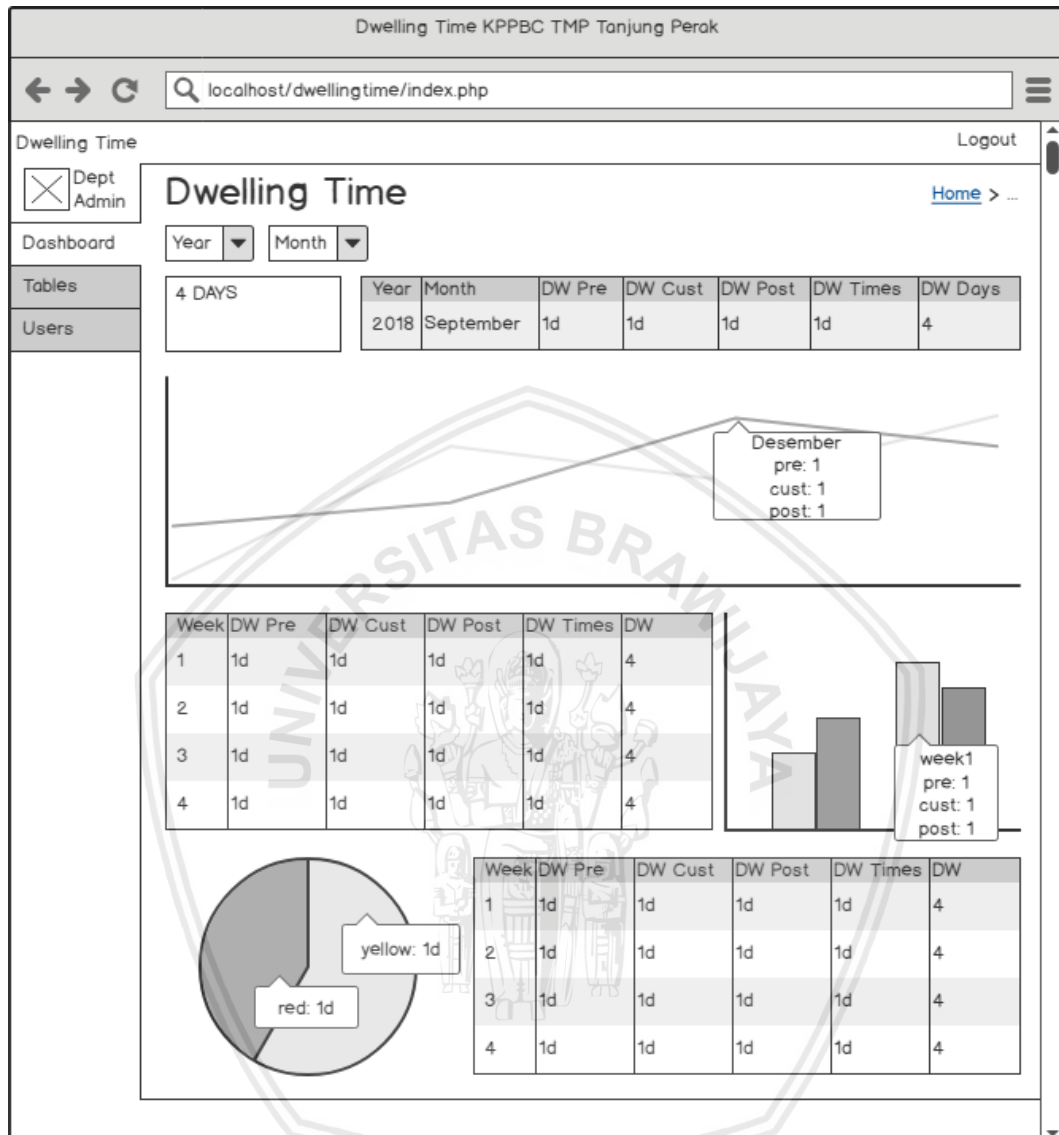 Dwelling Time KPPBC TMP Tanjung Perak
localhost/dwellingtime/index.php
Dwelling Time
Logout
Dept
Admin
Dashboard
Tables
Users
Dwelling Time
Home > ...
Year Month
4 DAYS
Year Month DW Pre DW Cust DW Post DW Times DW Days
2018 September 1d 1d 1d 1d 4
Desember
pre: 1
cust: 1
post: 1
UNIVERSITAS BRAWIJAYA
Week DW Pre DW Cust DW Post DW Times DW
1 1d 1d 1d 1d 4
2 1d 1d 1d 1d 4
3 1d 1d 1d 1d 4
4 1d 1d 1d 1d 4
week1
pre: 1
cust: 1
post: 1
yellow: 1d
red: 1d
Week DW Pre DW Cust DW Post DW Times DW
1 1d 1d 1d 1d 4
2 1d 1d 1d 1d 4
3 1d 1d 1d 1d 4
4 1d 1d 1d 1d 4